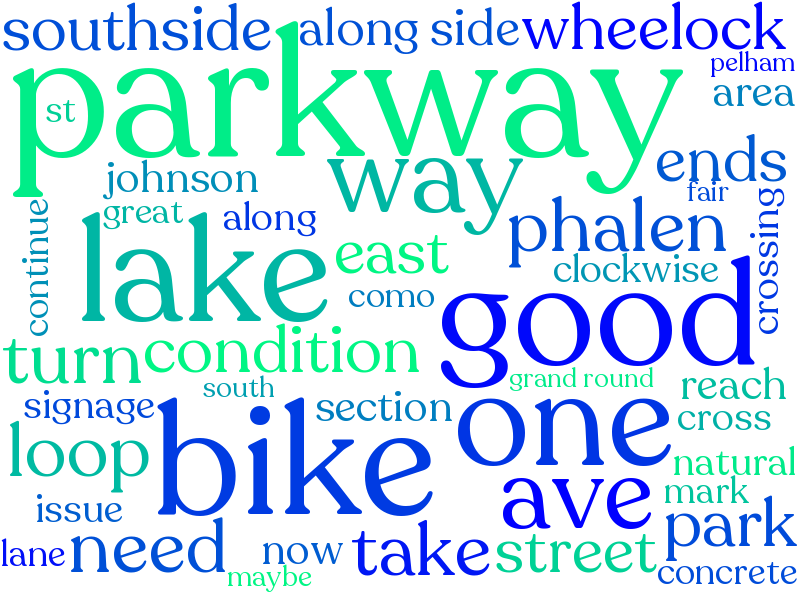 southside
along side
wheelock
pelham
parkway
area
st
way
ends
johnson
fair
great
along
phalen
crossing
continue
lake
east
clockwise
como
good
turn
condition
south
grand round
reach
signage
section
one
cross
loop
bike
natural
ave
mark
issue
park
lane
need
now
take
street
maybe
concrete